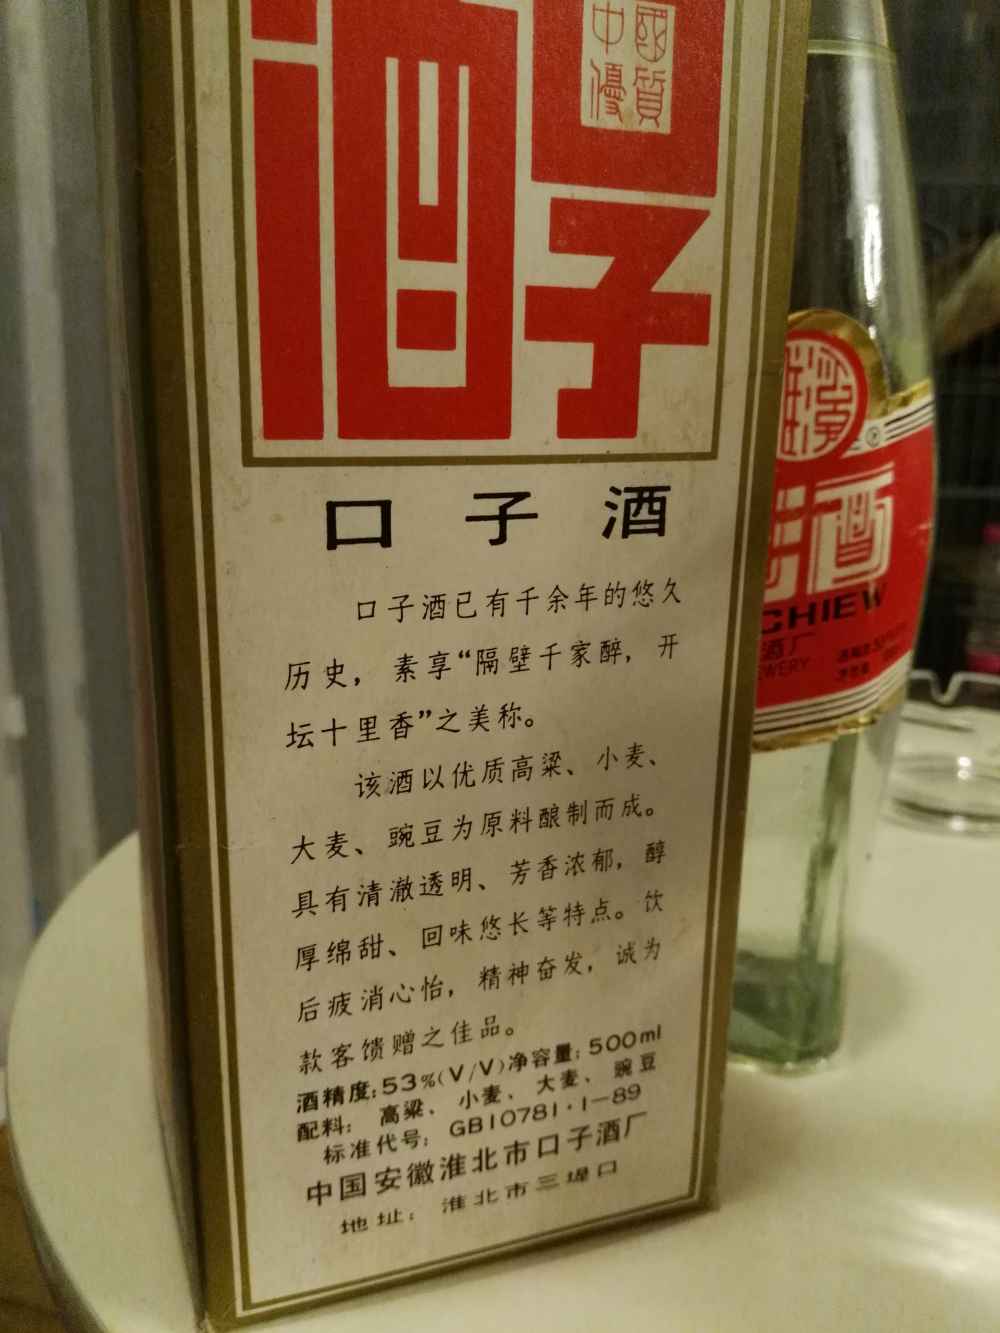 口子酒
中國
優質
口子酒
口子酒已有千余年的悠久
历史，素享“隔壁千家醉，开
坛十里香”之美称。
该酒以优质高粱、小麦、
大麦、豌豆为原料酿制而成。
具有清澈透明、芳香浓郁，醇
厚绵甜、回味悠长等特点。饮
后疲消心怡，精神奋发，诚为
款客馈赠之佳品。
酒精度：53%(V/V)净容量：500ml
配料：高粱、小麦、大麦、豌豆
标准代号：GB10781·1-89
中国安徽淮北市口子酒厂
地址：淮北市三堤口
®
酒
CHIEW
酒厂
WERY